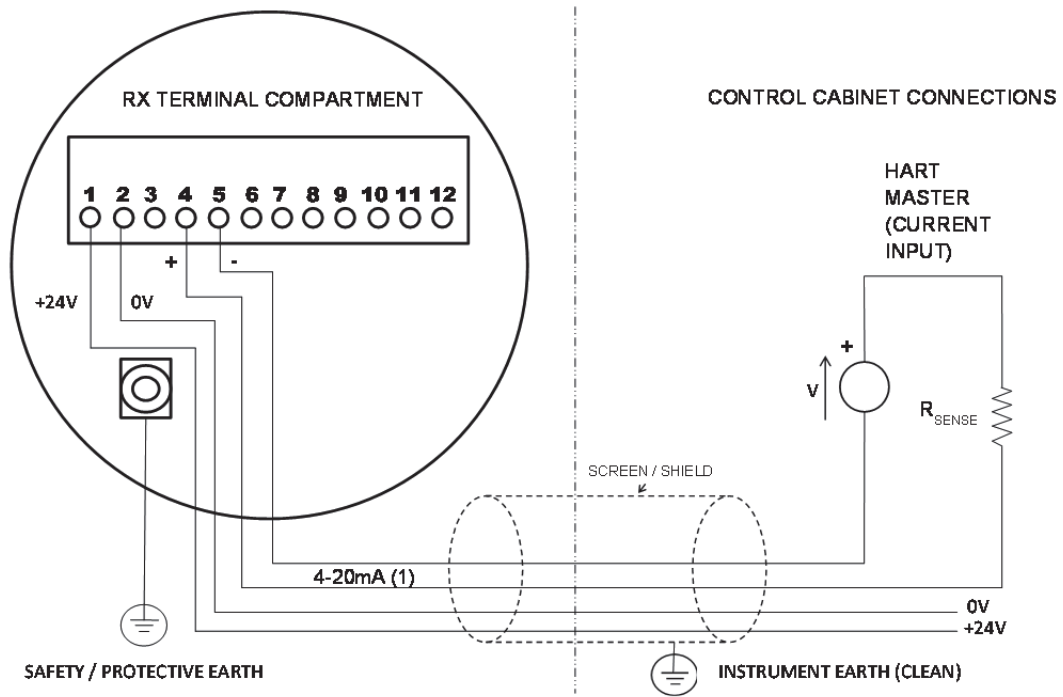 RX TERMINAL COMPARTMENT
CONTROL CABINET CONNECTIONS
1 2 3 4 5 6 7 8 9 10 11 12
HART
MASTER
(CURRENT
INPUT)
+ -
+24V 0V
+
V
R SENSE
SCREEN / SHIELD
4-20mA (1)
0V
+24V
SAFETY / PROTECTIVE EARTH
INSTRUMENT EARTH (CLEAN)